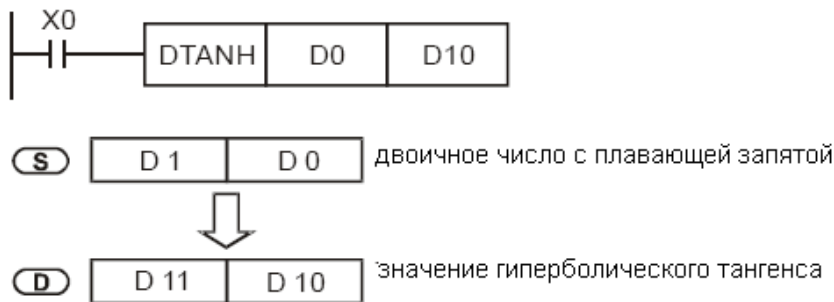 X0
DTANH D0 D10
S D 1 D 0 двоичное число с плавающей запятой
D D 11 D 10 значение гиперболического тангенса